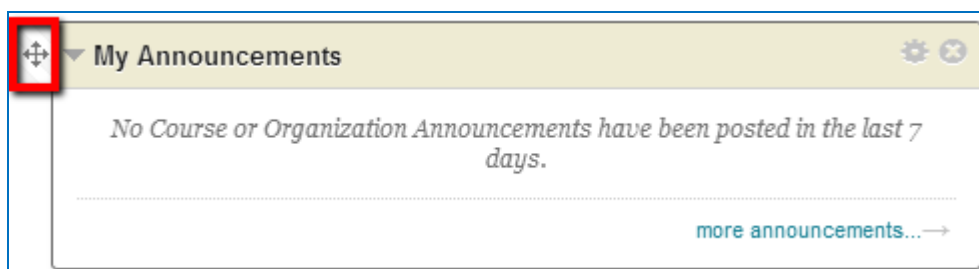 My Announcements
No Course or Organization Announcements have been posted in the last 7
days.
more announcements...→